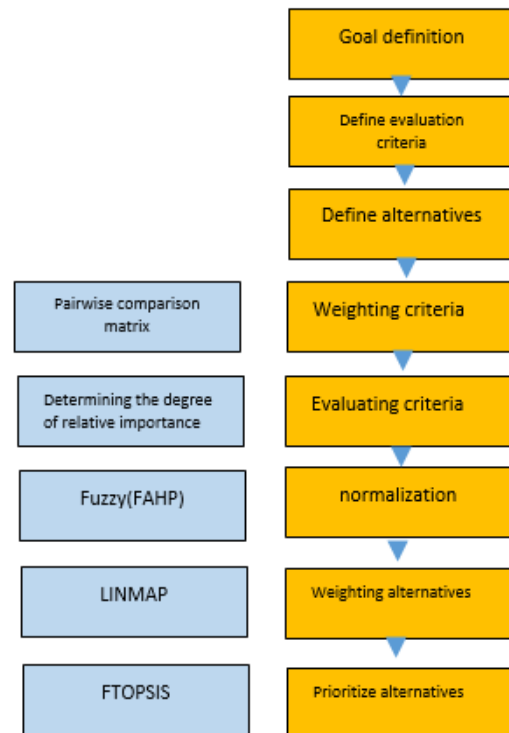 Goal definition
Define evaluation
criteria
Define alternatives
Pairwise comparison
matrix
Weighting criteria
Determining the degree
of relative importance
Evaluating criteria
Fuzzy(FAHP)
normalization
LINMAP
Weighting alternatives
FTOPSIS
Prioritize alternatives